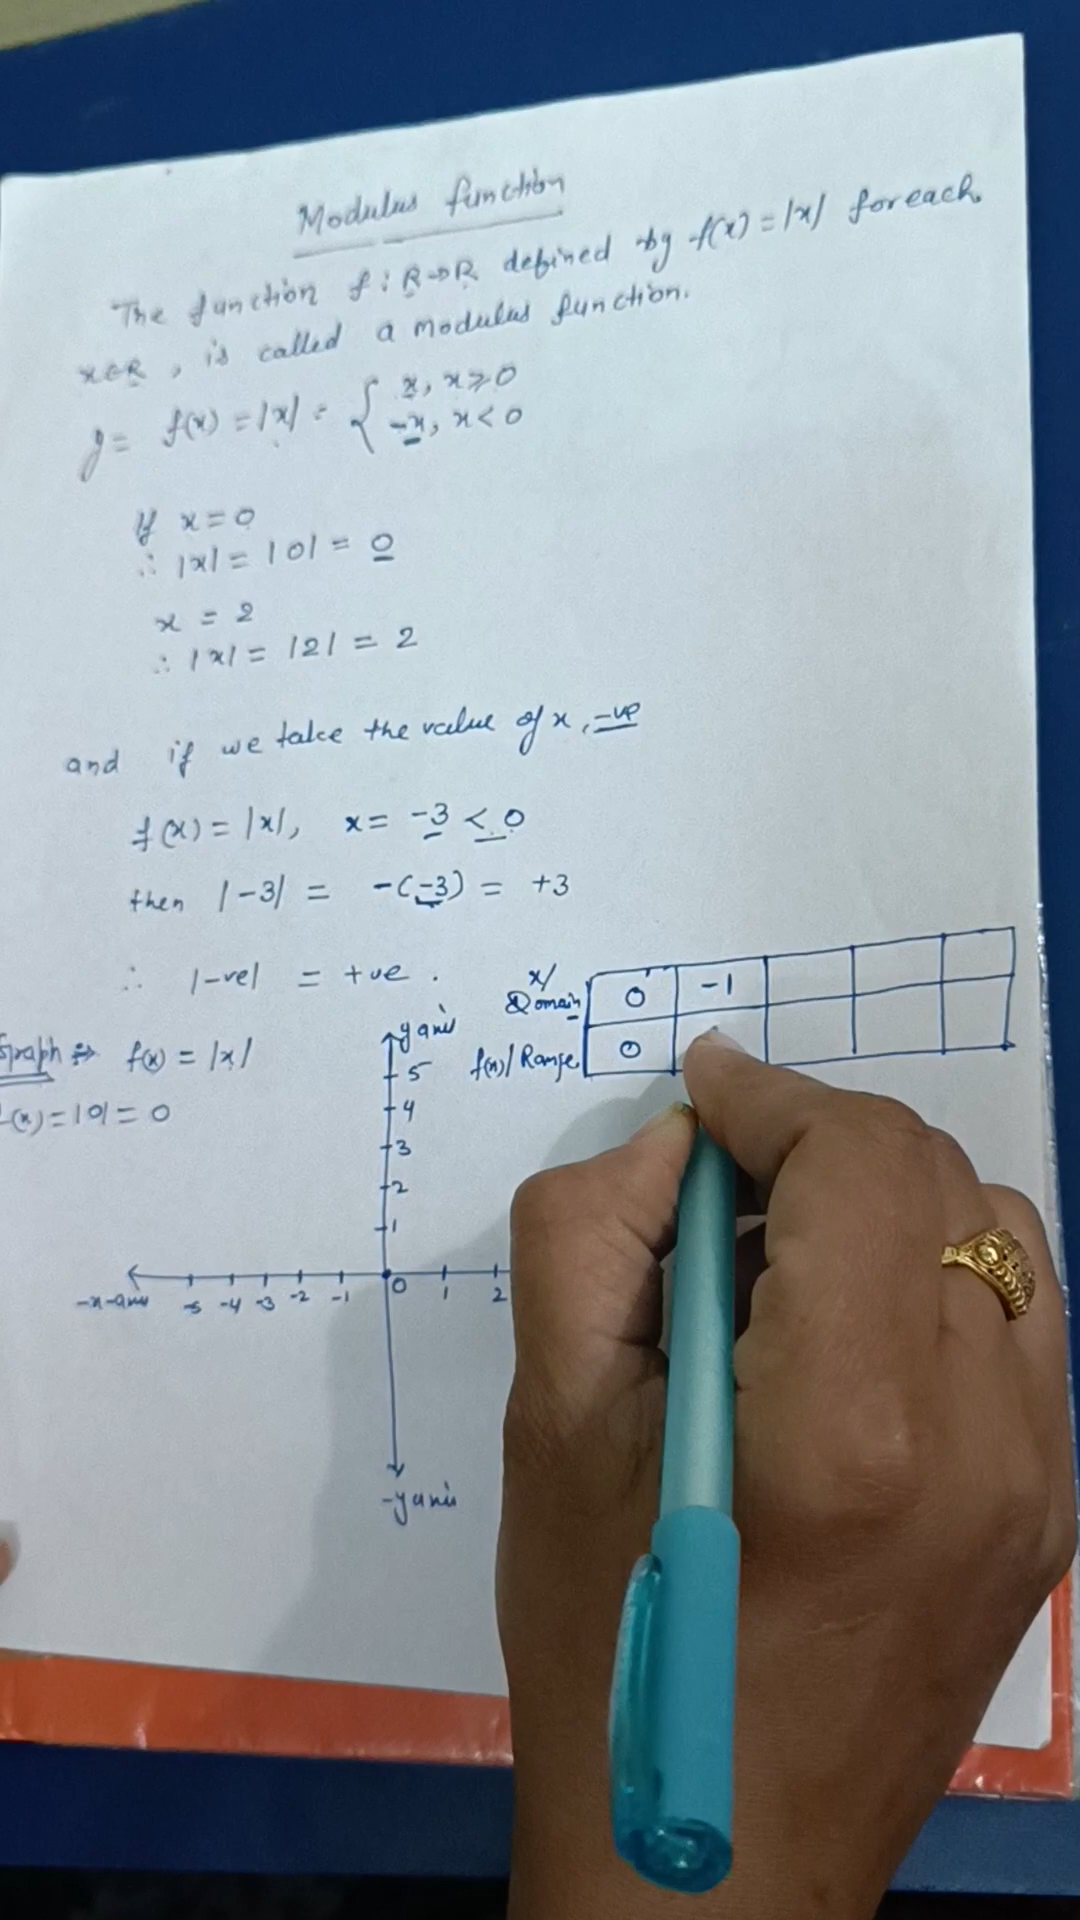 Modulus function
The function f : R→R defined by f(x) = |x| for each
x∈R, is called a modulus function.
y = f(x) = |x| = { x, x ⩾ 0
-x, x < 0
If x = 0
∴ |x| = |0| = 0
x = 2
∴ |x| = |2| = 2
and if we take the value of x, -ve
f(x) = |x|, x = -3 < 0
then |-3| = -(-3) = +3
∴ |-ve| = +ve .
x/
Domain 0 -1
f(x)/Range 0
Graph ⇒ f(x) = |x|
(x) = |0| = 0
y axis
5
4
3
2
1
-x-axis -5 -4 -3 -2 -1 0 1 2
-y axis